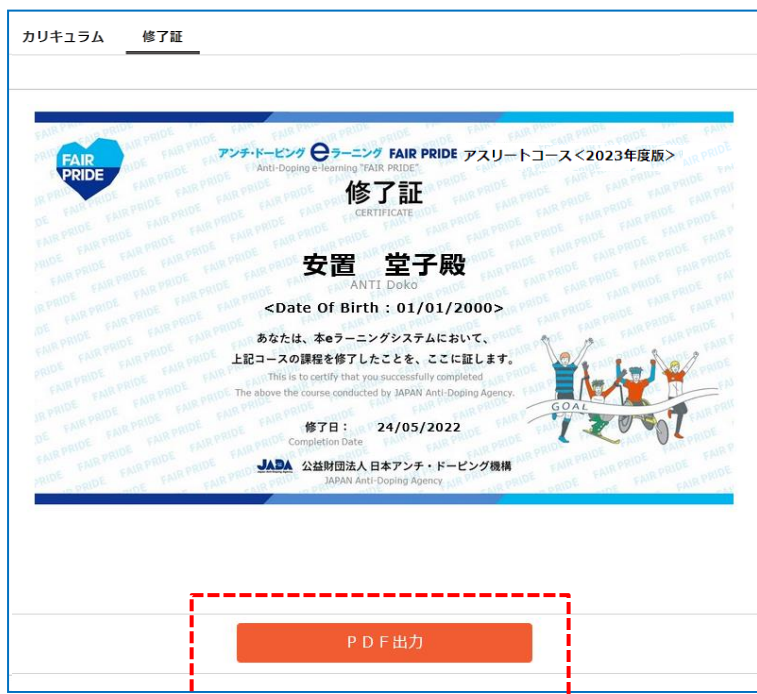 カリキュラム 修了証
FAIR PRIDE
アンチ・ドーピング eラーニング FAIR PRIDE アスリートコース<2023年度版>
Anti-Doping e-learning "FAIR PRIDE"
修了証
CERTIFICATE
安置 堂子殿
ANTI Doko
<Date Of Birth : 01/01/2000>
あなたは、本eラーニングシステムにおいて、
上記コースの課程を修了したことを、ここに証します。
This is to certify that you successfully completed
The above the course conducted by JAPAN Anti-Doping Agency.
GOAL
修了日： 24/05/2022
Completion Date
JADA 公益財団法人 日本アンチ・ドーピング機構
JAPAN Anti-Doping Agency
ＰＤＦ出力